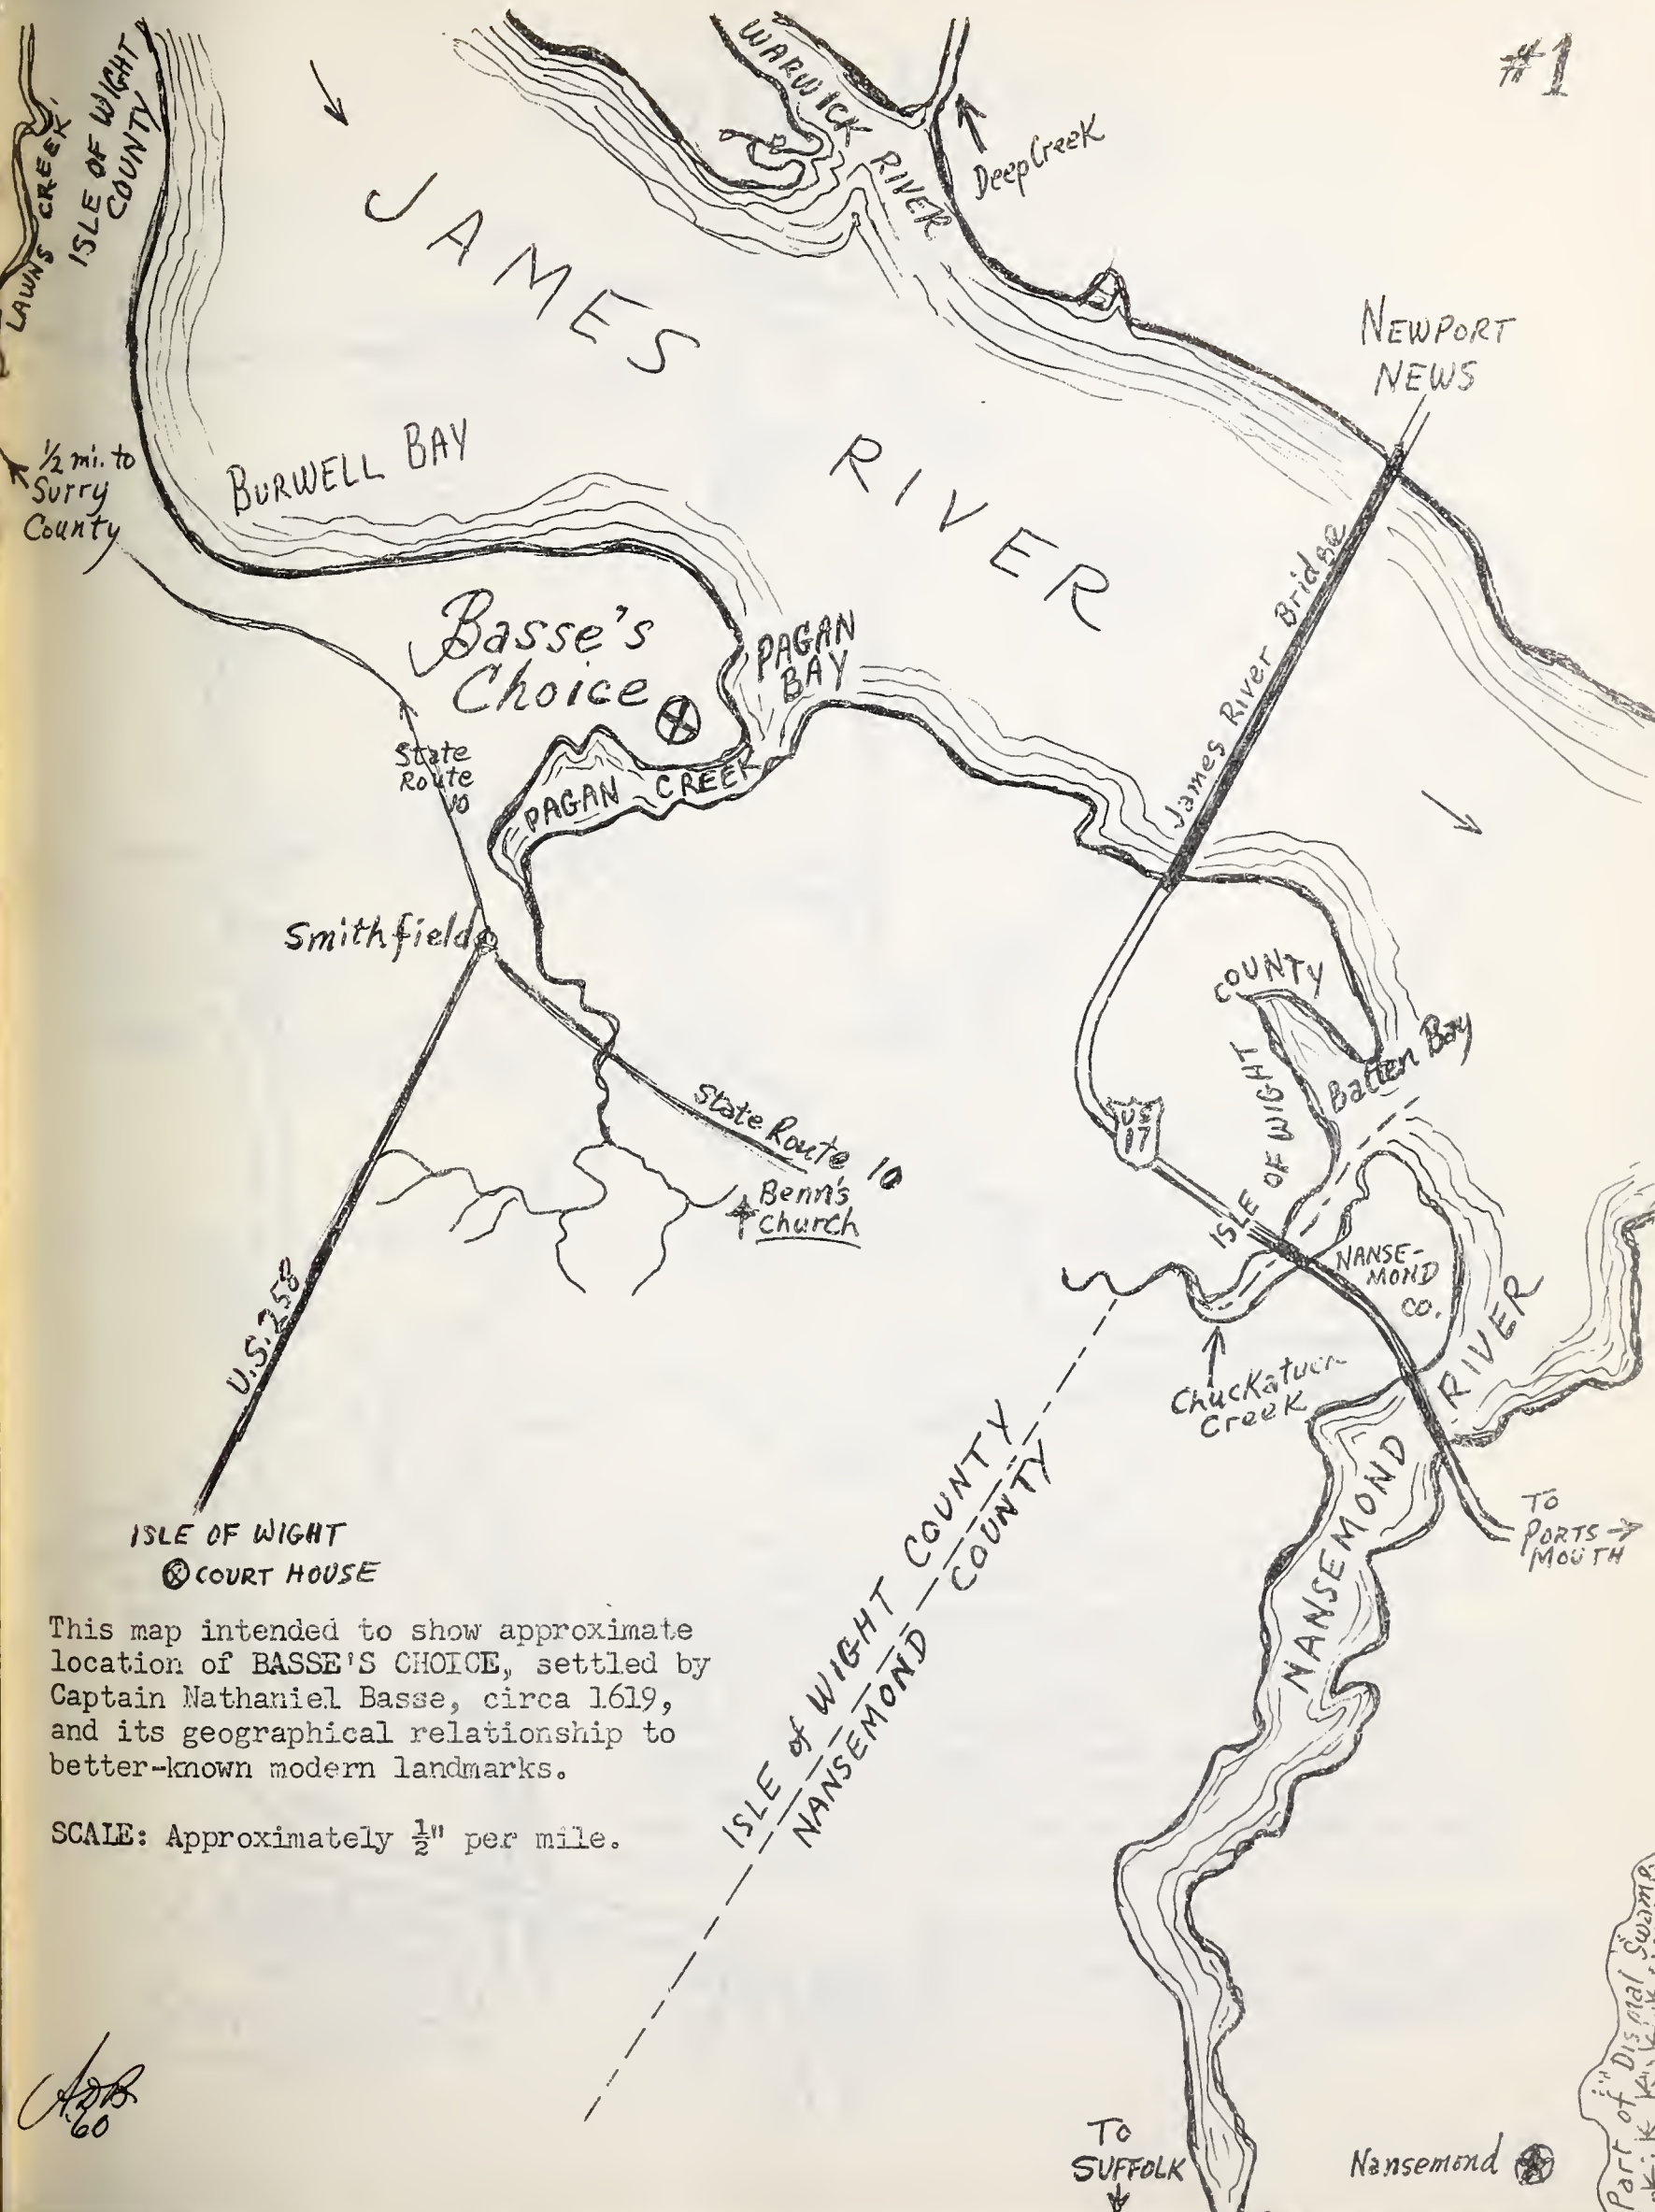 #1
WARWICK RIVER
Deep Creek
LAWNS CREEK
ISLE OF WIGHT
COUNTY
JAMES
RIVER
NEWPORT
NEWS
BURWELL BAY
½ mi. to
Surry
County
Basse's
Choice
PAGAN
BAY
State
Route
10
PAGAN CREEK
James River Bridge
Smithfield
COUNTY
ISLE OF WIGHT
Batten Bay
US
17
State Route 10
Benn's
Church
NANSE-
MOND
CO.
U.S. 258
Creek
NANSEMOND RIVER
ISLE of WIGHT COUNTY
NANSEMOND COUNTY
TO
PORTS
MOUTH
ISLE OF WIGHT
COURT HOUSE
This map intended to show approximate
location of BASSE'S CHOICE, settled by
Captain Nathaniel Basse, circa 1619,
and its geographical relationship to
better-known modern landmarks.
SCALE: Approximately ½" per mile.
60
TO
SUFFOLK
Nansemond
Part of "Dismal Swamp"